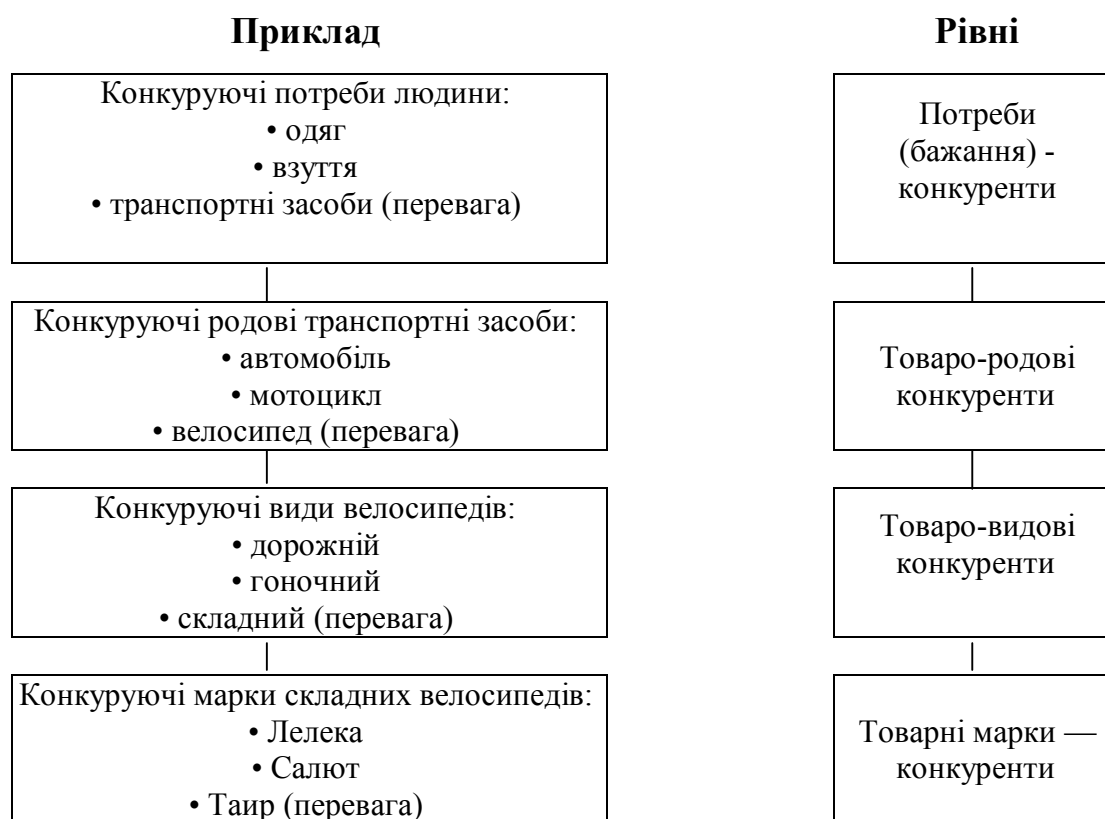 Приклад
Рівні
Конкуруючі потреби людини:
• одяг
• взуття
• транспортні засоби (перевага)
Потреби
(бажання) -
конкуренти
Конкуруючі родові транспортні засоби:
• автомобіль
• мотоцикл
• велосипед (перевага)
Товаро-родові
конкуренти
Конкуруючі види велосипедів:
• дорожній
• гоночний
• складний (перевага)
Товаро-видові
конкуренти
Конкуруючі марки складних велосипедів:
• Лелека
• Салют
• Таир (перевага)
Товарні марки —
конкуренти